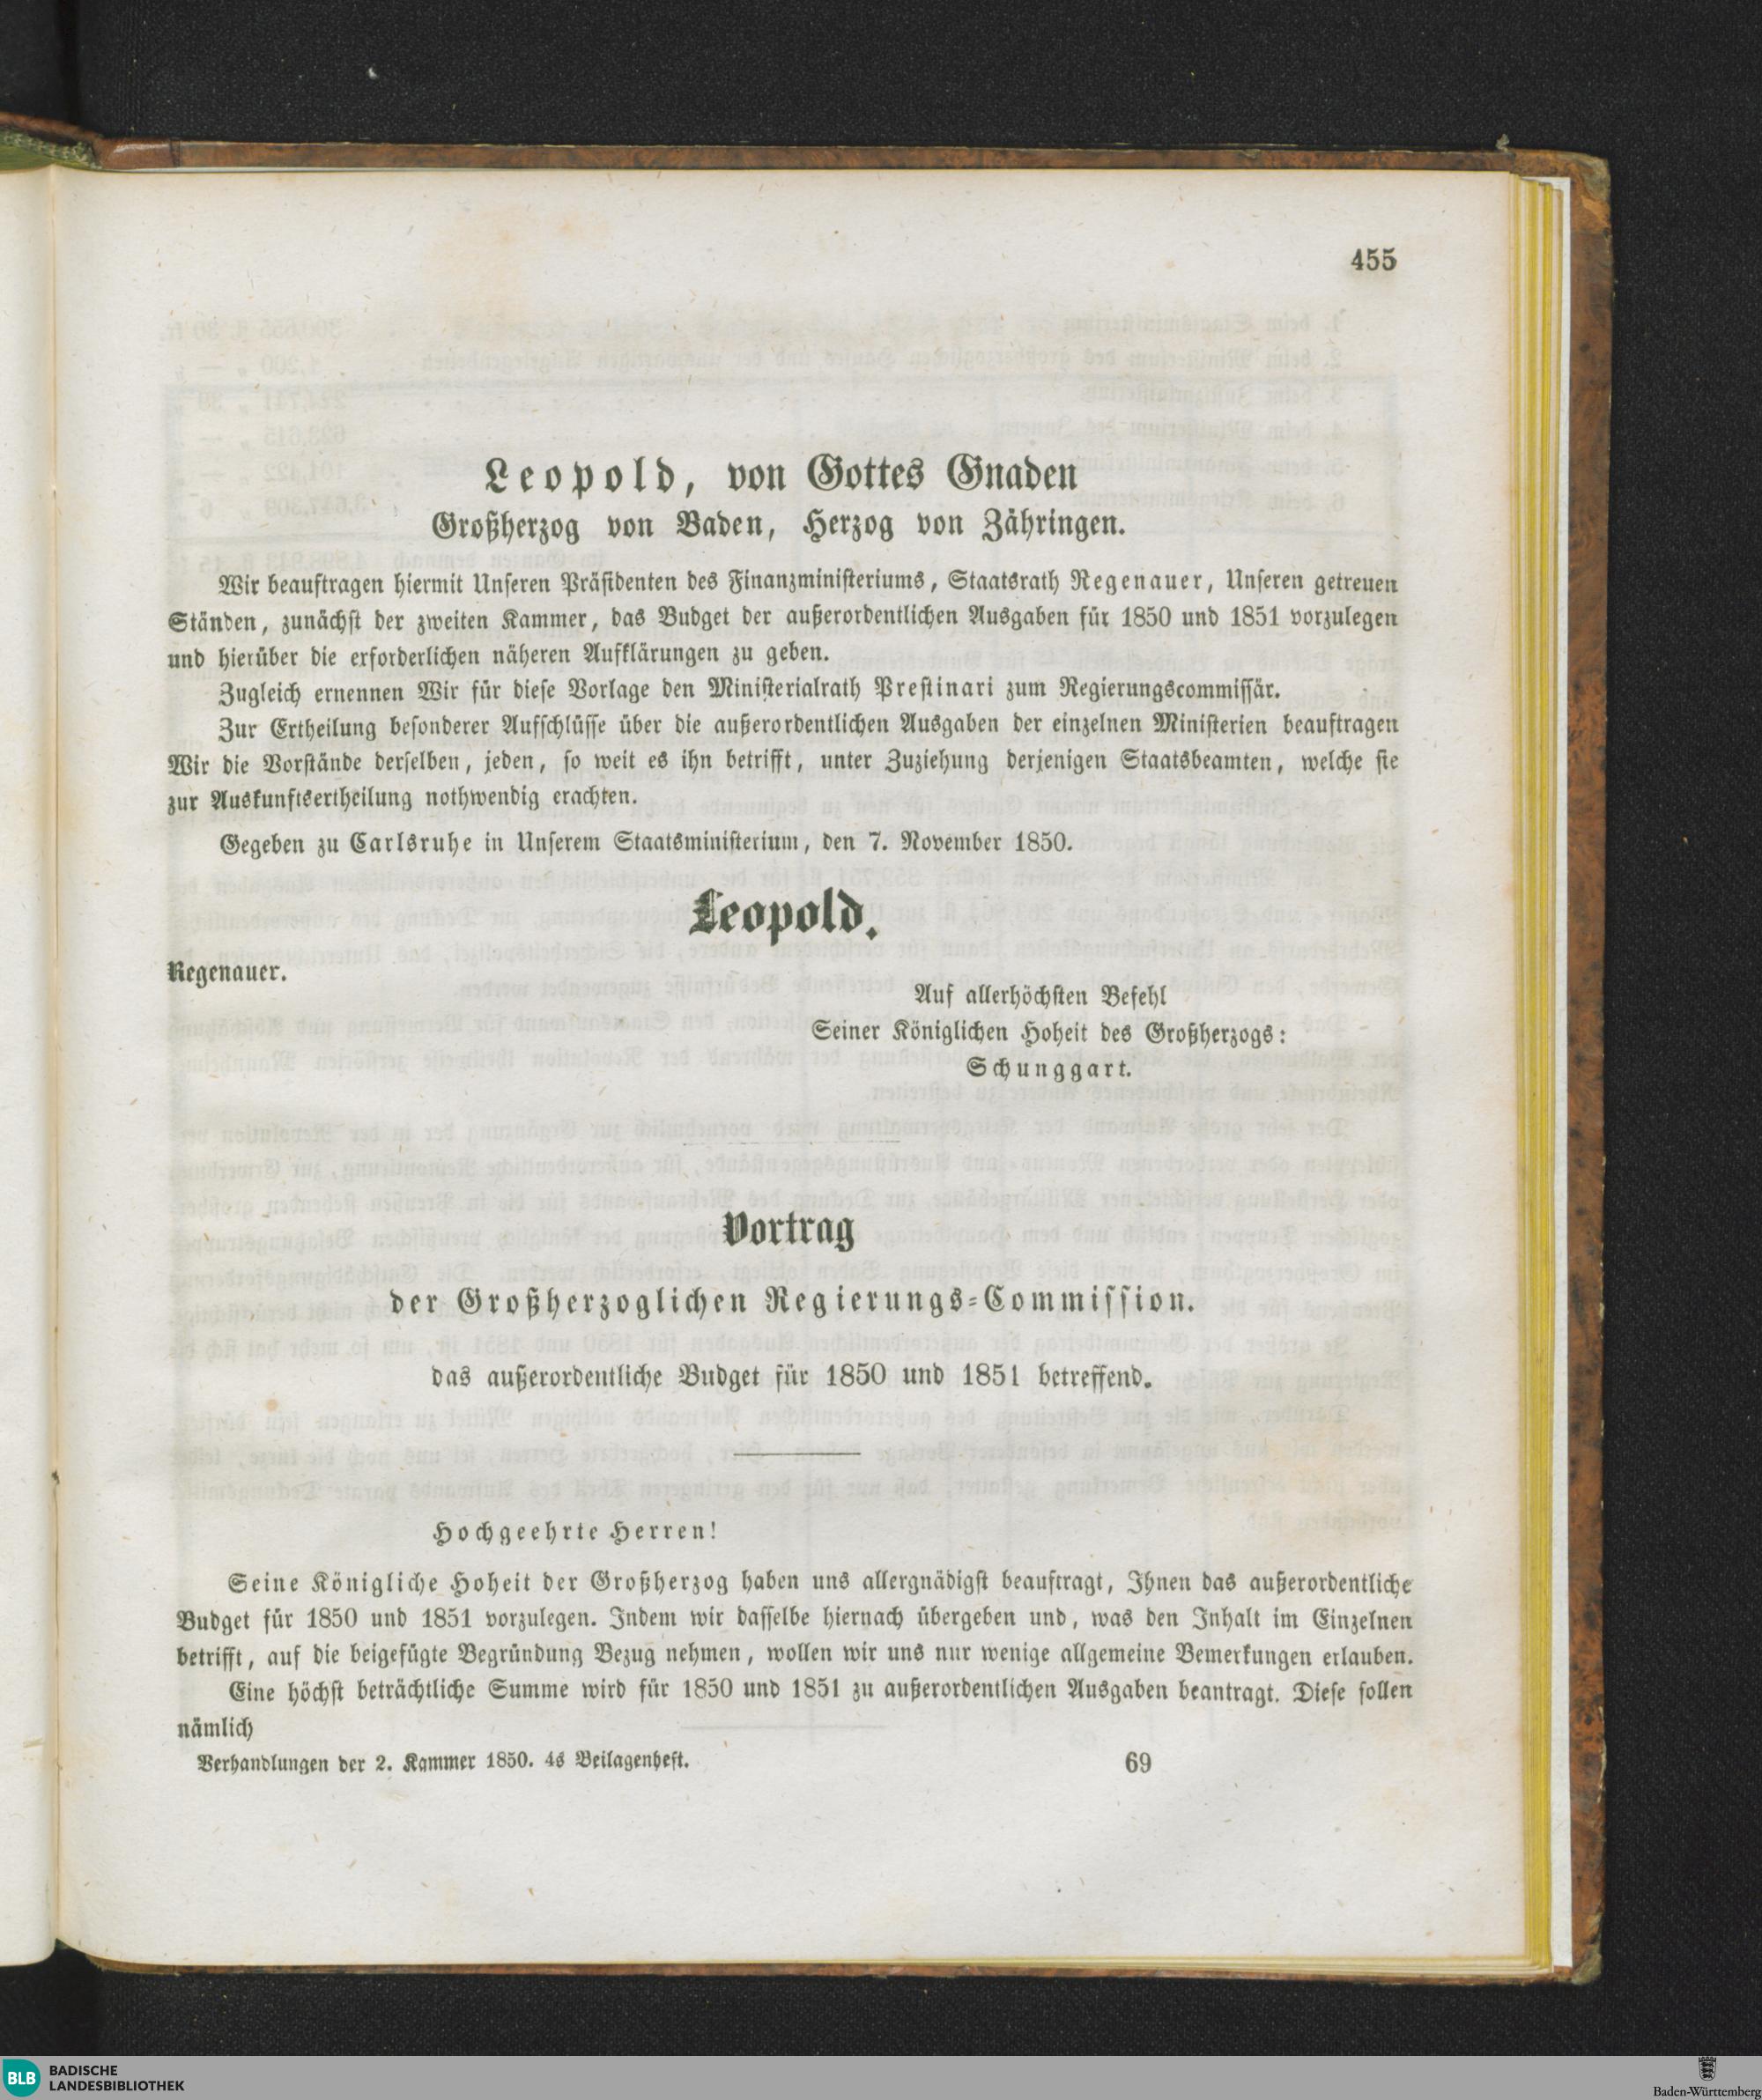 455
Leopold, von Gottes Gnaden
Großherzog von Baden, Herzog von Zähringen.
Wir beauftragen hiermit Unseren Präsidenten des Finanzministeriums, Staatsrath Regenauer, Unseren getreuen
Ständen, zunächst der zweiten Kammer, das Budget der außerordentlichen Ausgaben für 1850 und 1851 vorzulegen
und hierüber die erforderlichen näheren Aufklärungen zu geben.
Zugleich ernennen Wir für diese Vorlage den Ministerialrath Prestinari zum Regierungscommissär.
Zur Ertheilung besonderer Aufschlüsse über die außerordentlichen Ausgaben der einzelnen Ministerien beauftragen
Wir die Vorstände derselben, jeden, so weit es ihn betrifft, unter Zuziehung derjenigen Staatsbeamten, welche sie
zur Auskunftsertheilung nothwendig erachten.
Gegeben zu Carlsruhe in Unserem Staatsministerium, den 7. November 1850.
Leopold.
Regenauer.
Auf allerhöchsten Befehl
Seiner Königlichen Hoheit des Großherzogs:
Schunggart.
Vortrag
der Großherzoglichen Regierungs-Commission.
das außerordentliche Budget für 1850 und 1851 betreffend.
Hochgeehrte Herren!
Seine Königliche Hoheit der Großherzog haben uns allergnädigst beauftragt, Ihnen das außerordentliche
Budget für 1850 und 1851 vorzulegen. Indem wir dasselbe hiernach übergeben und, was den Inhalt im Einzelnen
betrifft, auf die beigefügte Begründung Bezug nehmen, wollen wir uns nur wenige allgemeine Bemerkungen erlauben.
Eine höchst beträchtliche Summe wird für 1850 und 1851 zu außerordentlichen Ausgaben beantragt. Diese sollen
nämlich
Verhandlungen der 2. Kammer 1850. 4s Beilagenheft.
69
BLB BADISCHE
LANDESBIBLIOTHEK
Baden-Württemberg